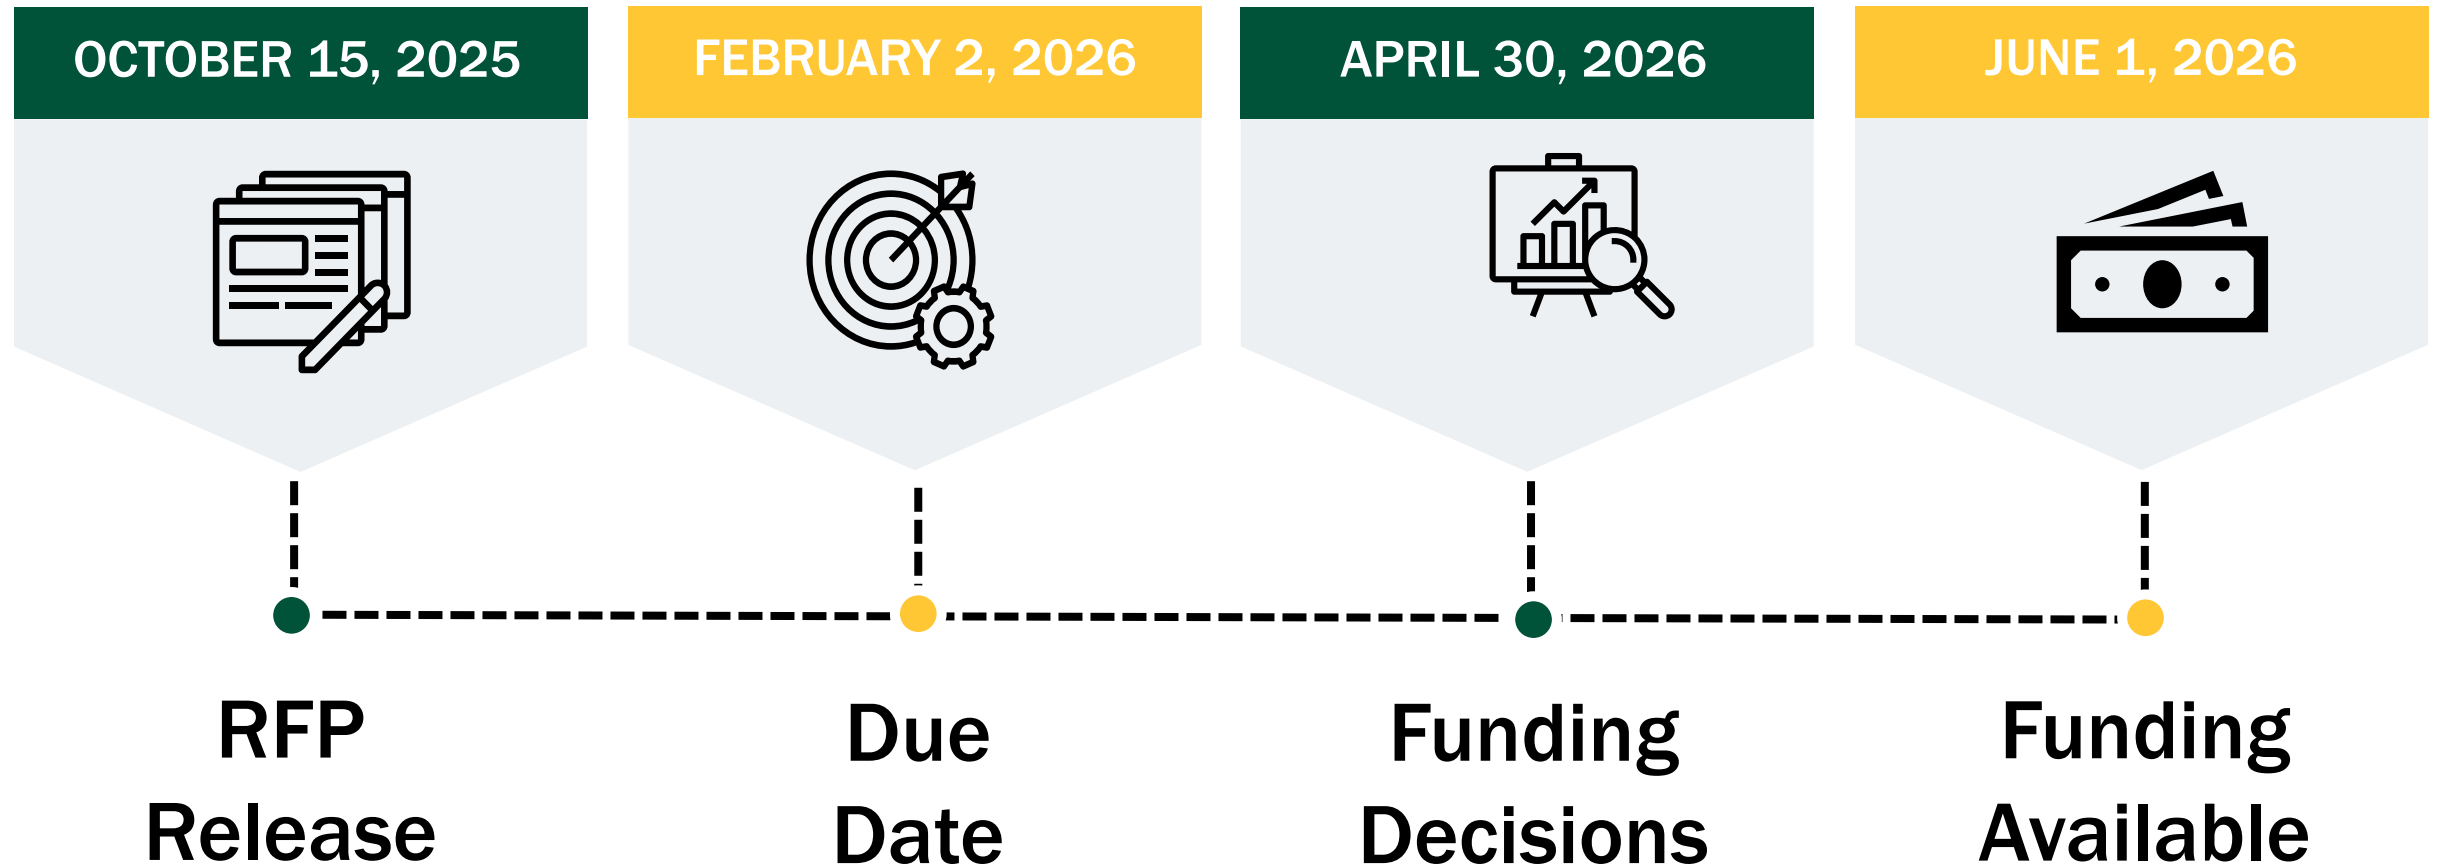 OCTOBER 15, 2025
FEBRUARY 2, 2026
APRIL 30, 2026
JUNE 1, 2026
RFP
Release
Due
Date
Funding
Decisions
Funding
Available